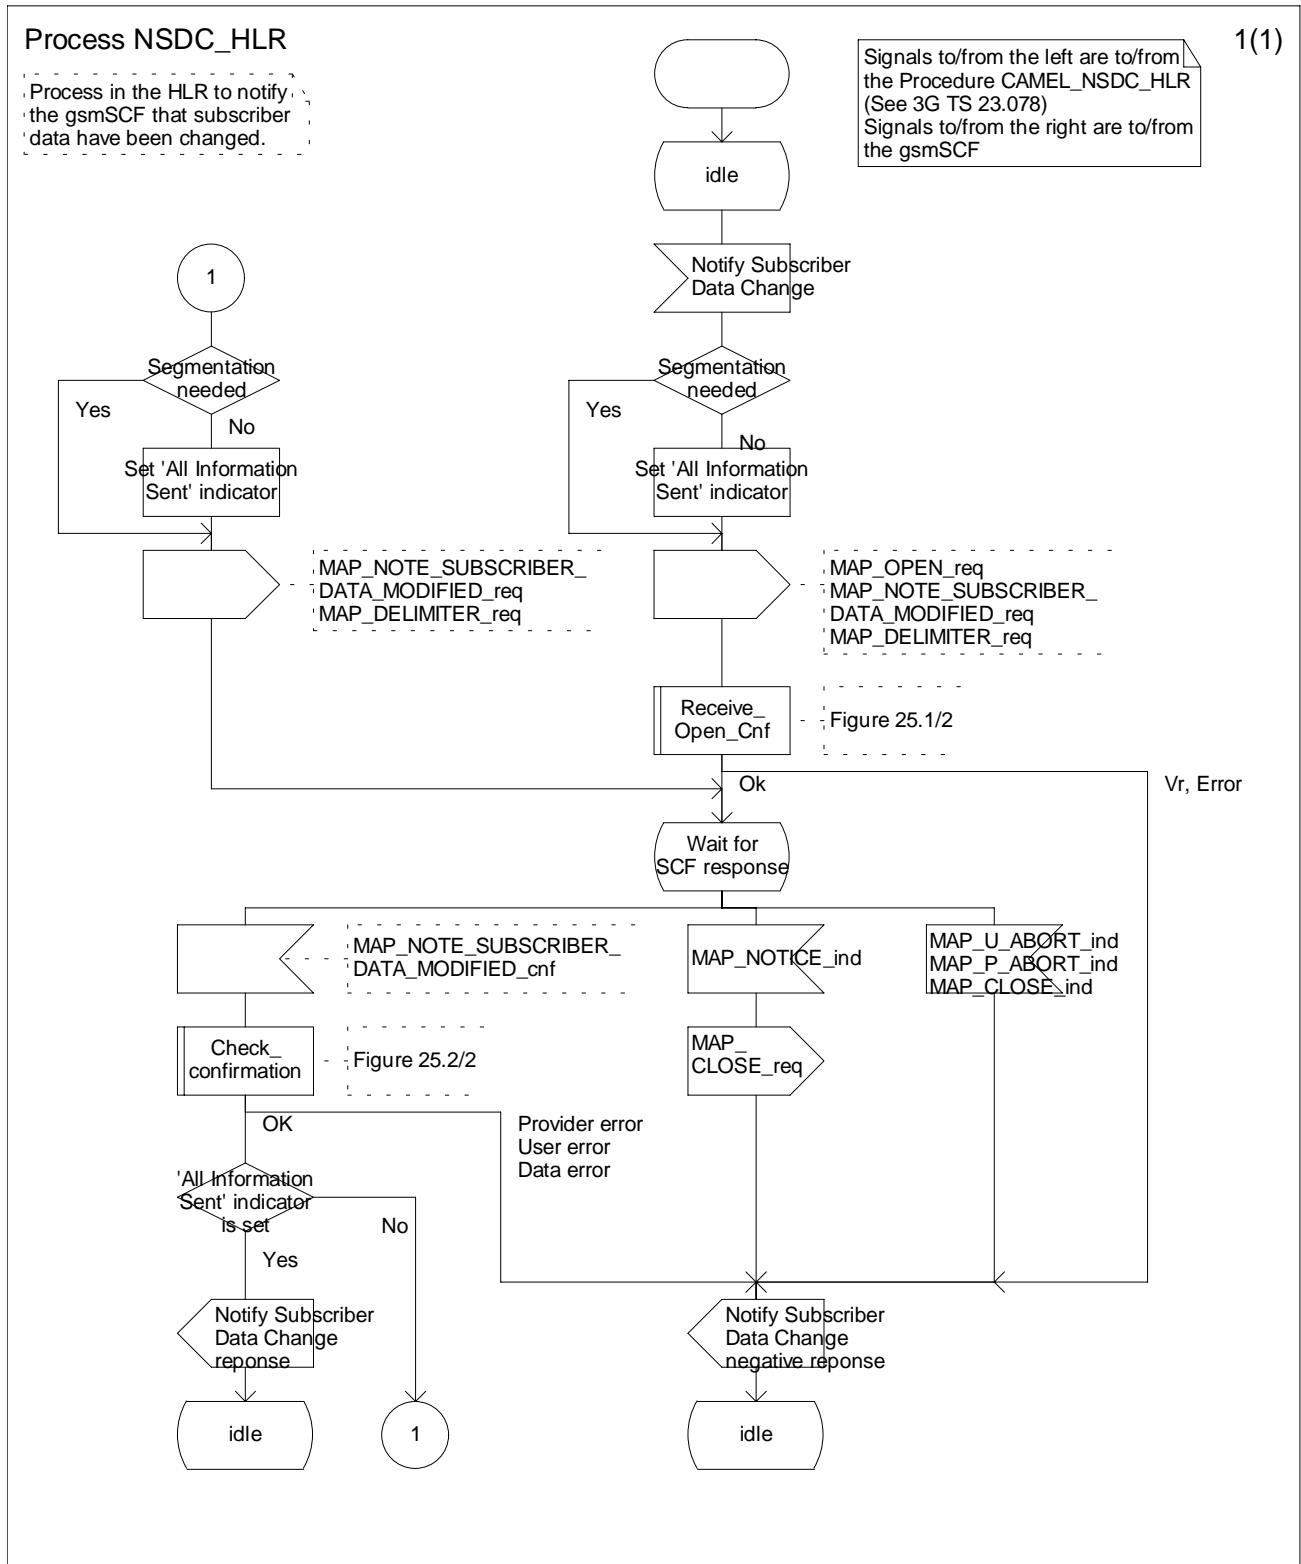 Process NSDC_HLR
1(1)
Process in the HLR to notify
the gsmSCF that subscriber
data have been changed.
Signals to/from the left are to/from
the Procedure CAMEL_NSDC_HLR
(See 3G TS 23.078)
Signals to/from the right are to/from
the gsmSCF
idle
Notify Subscriber
Data Change
1
Segmentation
needed
Yes
No
Set 'All Information
Sent' indicator
Segmentation
needed
Yes
No
Set 'All Information
Sent' indicator
MAP_NOTE_SUBSCRIBER_
DATA_MODIFIED_req
MAP_DELIMITER_req
MAP_OPEN_req
MAP_NOTE_SUBSCRIBER_
DATA_MODIFIED_req
MAP_DELIMITER_req
Receive_
Open_Cnf
Figure 25.1/2
Ok
Vr, Error
Wait for
SCF response
MAP_NOTE_SUBSCRIBER_
DATA_MODIFIED_cnf
MAP_NOTICE_ind
MAP_U_ABORT_ind
MAP_P_ABORT_ind
MAP_CLOSE_ind
Check_
confirmation
Figure 25.2/2
MAP_
CLOSE_req
OK
Provider error
User error
Data error
'All Information
Sent' indicator
is set
No
Yes
Notify Subscriber
Data Change
reponse
Notify Subscriber
Data Change
negative reponse
idle
1
idle